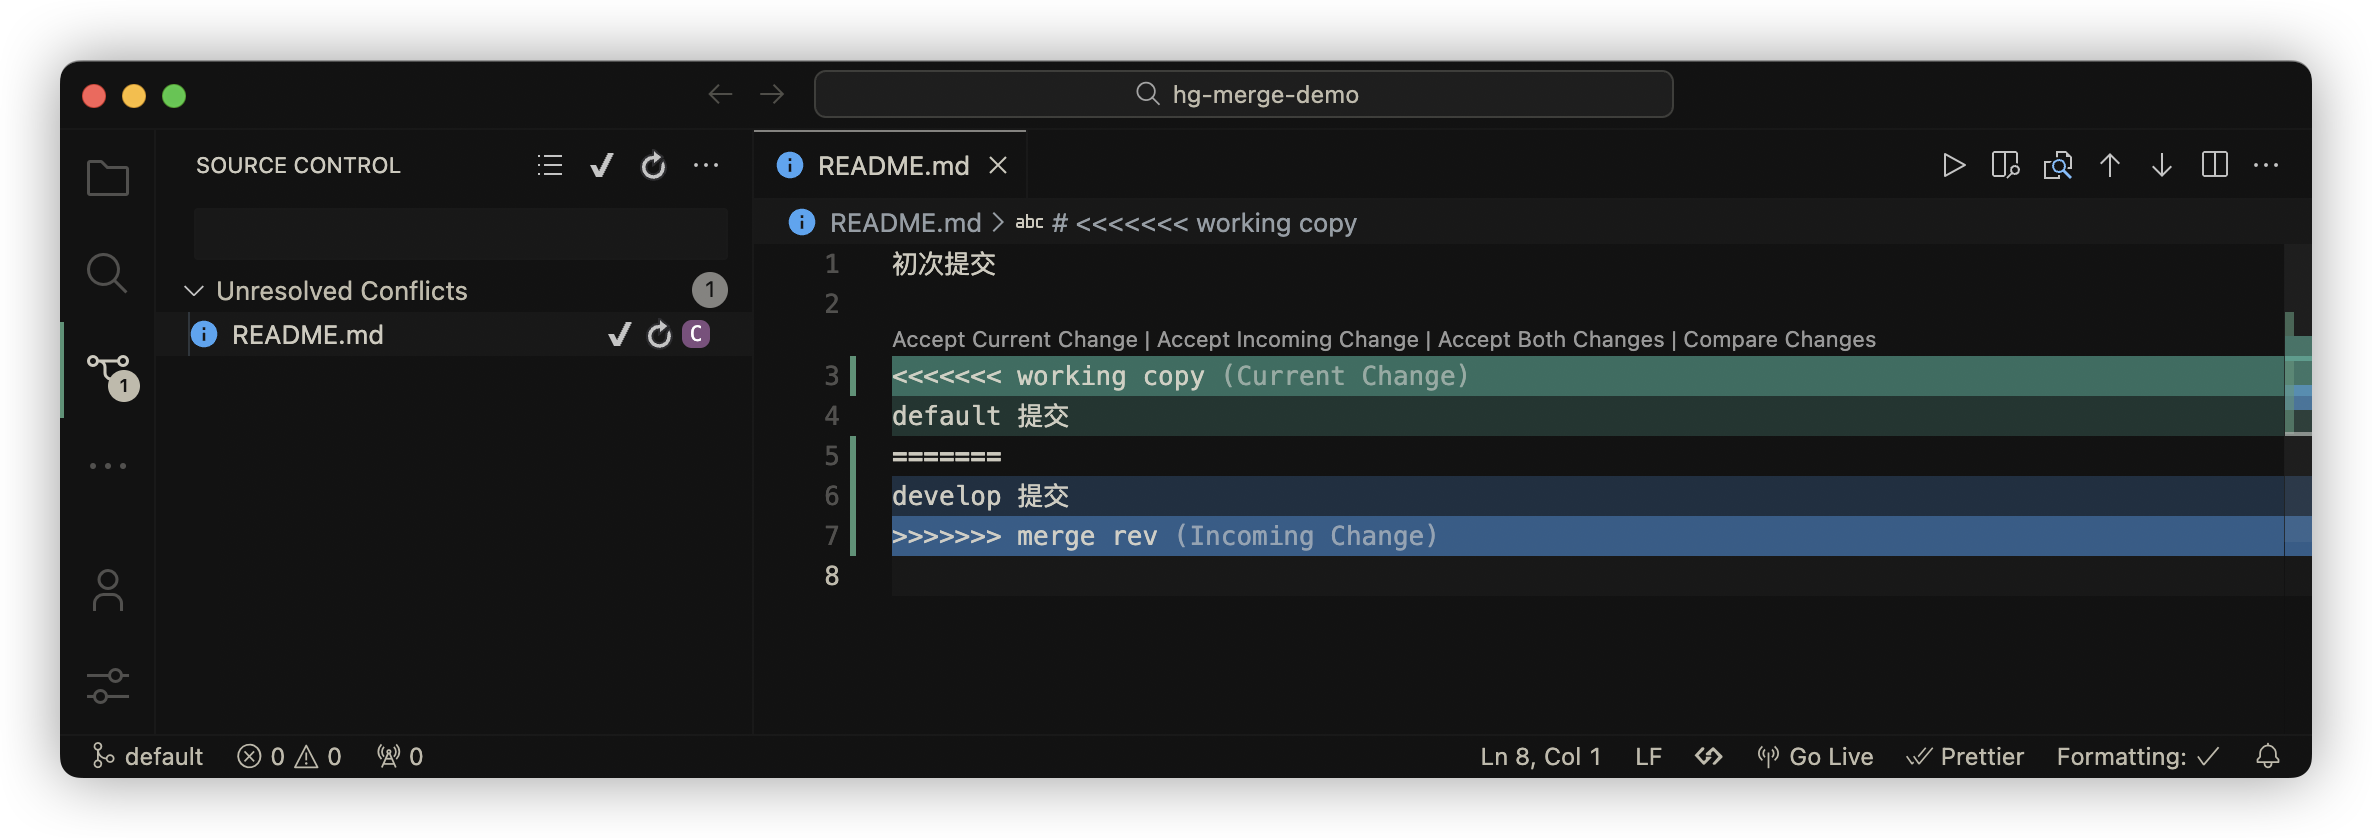 hg-merge-demo
SOURCE CONTROL
Unresolved Conflicts 1
README.md C
1
README.md
README.md > abc # <<<<<<< working copy
1 初次提交
2
Accept Current Change | Accept Incoming Change | Accept Both Changes | Compare Changes
3 <<<<<<< working copy (Current Change)
4 default 提交
5 =======
6 develop 提交
7 >>>>>>> merge rev (Incoming Change)
8
default 0 0 0 Ln 8, Col 1 LF Go Live Prettier Formatting: